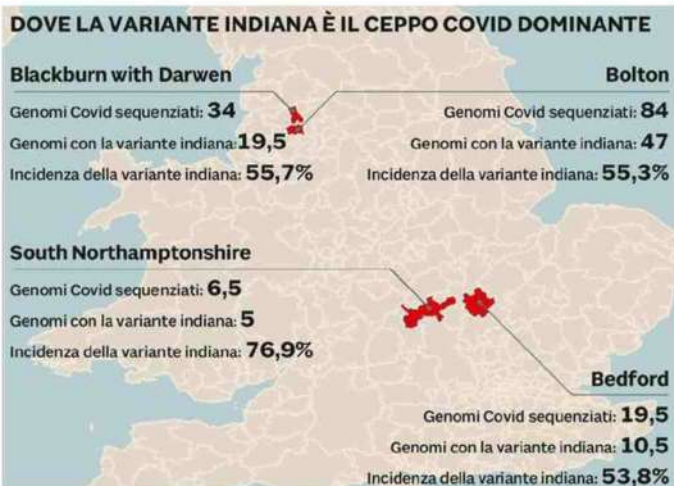 DOVE LA VARIANTE INDIANA È IL CEPPO COVID DOMINANTE
Blackburn with Darwen
Genomi Covid sequenziati: 34
Genomi con la variante indiana: 19,5
Incidenza della variante indiana: 55,7%
Bolton
Genomi Covid sequenziati: 84
Genomi con la variante indiana: 47
Incidenza della variante indiana: 55,3%
South Northamptonshire
Genomi Covid sequenziati: 6,5
Genomi con la variante indiana: 5
Incidenza della variante indiana: 76,9%
Bedford
Genomi Covid sequenziati: 19,5
Genomi con la variante indiana: 10,5
Incidenza della variante indiana: 53,8%